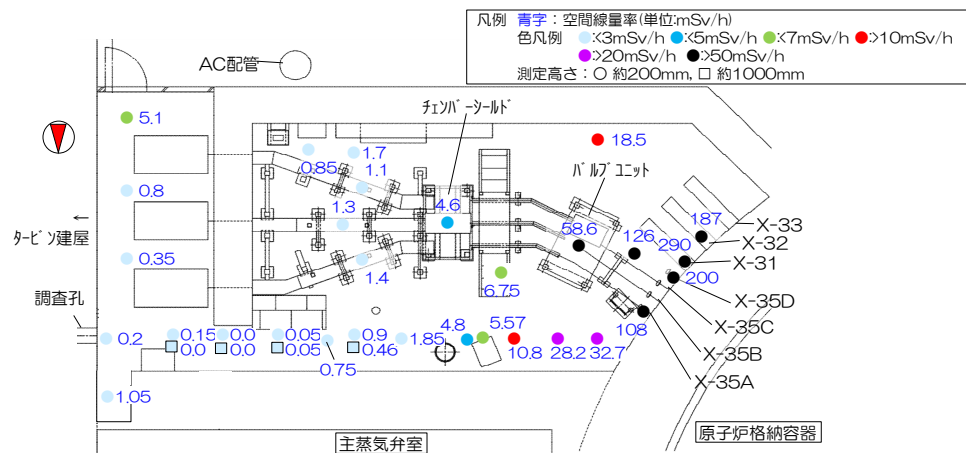 凡例 青字：空間線量率(単位:mSv/h)
色凡例 ●:<3mSv/h ●:<5mSv/h ●:<7mSv/h ●:>10mSv/h
●:>20mSv/h ●:>50mSv/h
測定高さ：○ 約200mm, □ 約1000mm
AC配管
ﾁｪﾝﾊﾞｰｼｰﾙﾄﾞ
5.1
18.5
1.7
0.85
1.1
ﾊﾞﾙﾌﾞﾕﾆｯﾄ
0.8
4.6
1.3
187
X-33
←
ﾀｰﾋﾞﾝ建屋
58.6
126
290
X-32
0.35
1.4
X-31
6.75
200
X-35D
調査孔
108
X-35C
0.2
0.15
0.0
0.05
0.9
1.85
4.8
5.57
0.0
0.0
0.05
0.46
10.8
28.2
32.7
X-35B
0.75
X-35A
1.05
主蒸気弁室
原子炉格納容器